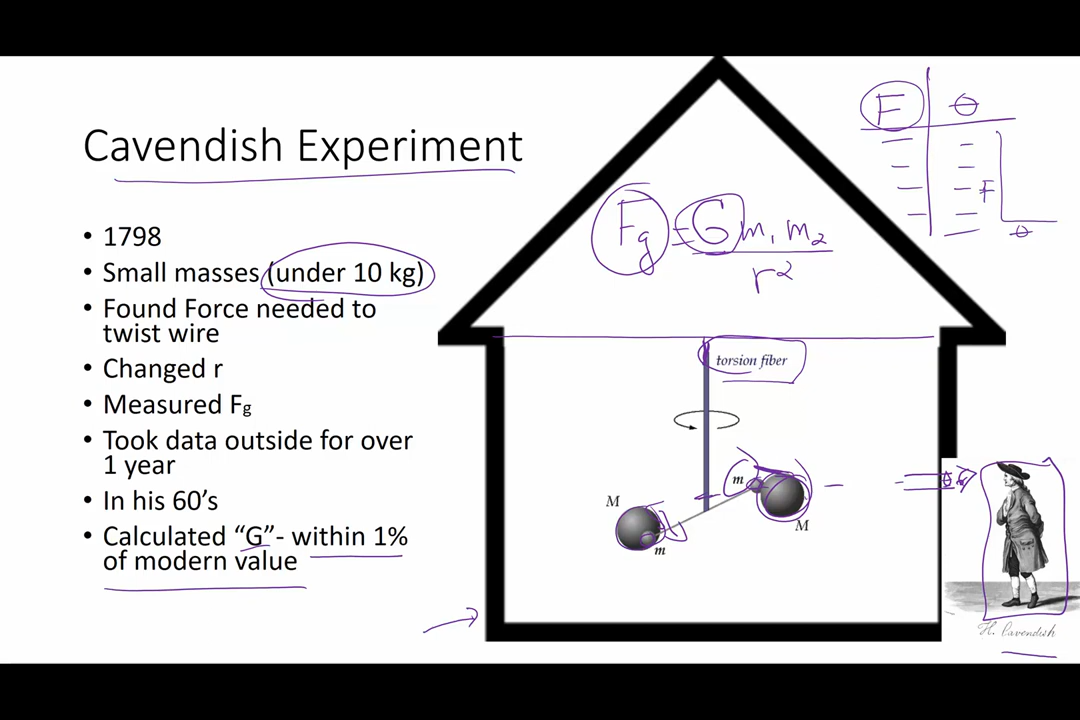 Cavendish Experiment
• 1798
• Small masses (under 10 kg)
• Found Force needed to
twist wire
• Changed r
• Measured Fg
• Took data outside for over
1 year
• In his 60’s
• Calculated “G”- within 1%
of modern value
F θ
F
θ
Fg = G m1 m2
r2
torsion fiber
m
M
M
m
H. Cavendish